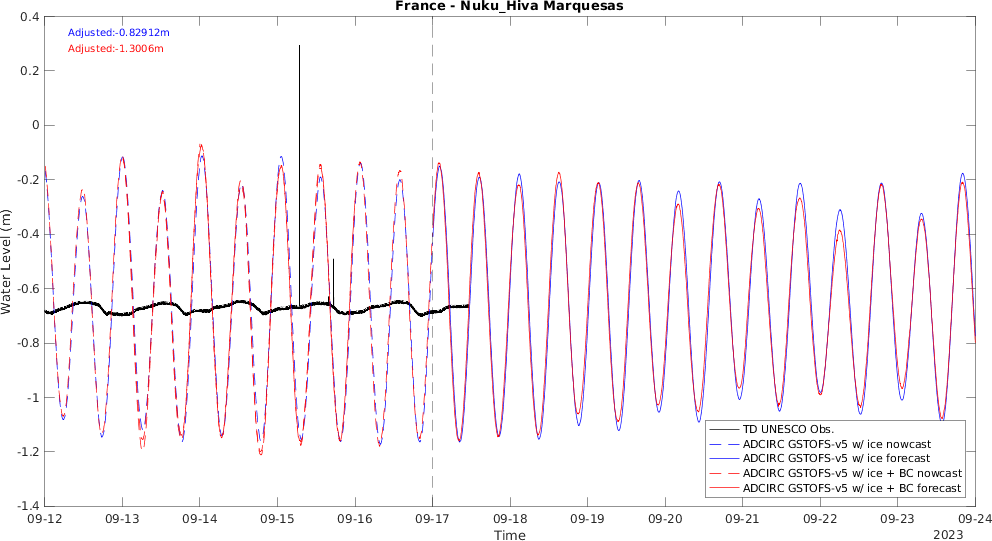 France - Nuku_Hiva Marquesas
Adjusted:-0.82912m
Adjusted:-1.3006m
Water Level (m)
0.4
0.2
0
-0.2
-0.4
-0.6
-0.8
-1
-1.2
-1.4
TD UNESCO Obs.
ADCIRC GSTOFS-v5 w/ ice nowcast
ADCIRC GSTOFS-v5 w/ ice forecast
ADCIRC GSTOFS-v5 w/ ice + BC nowcast
ADCIRC GSTOFS-v5 w/ ice + BC forecast
09-12 09-13 09-14 09-15 09-16 09-17 09-18 09-19 09-20 09-21 09-22 09-23 09-24
Time
2023